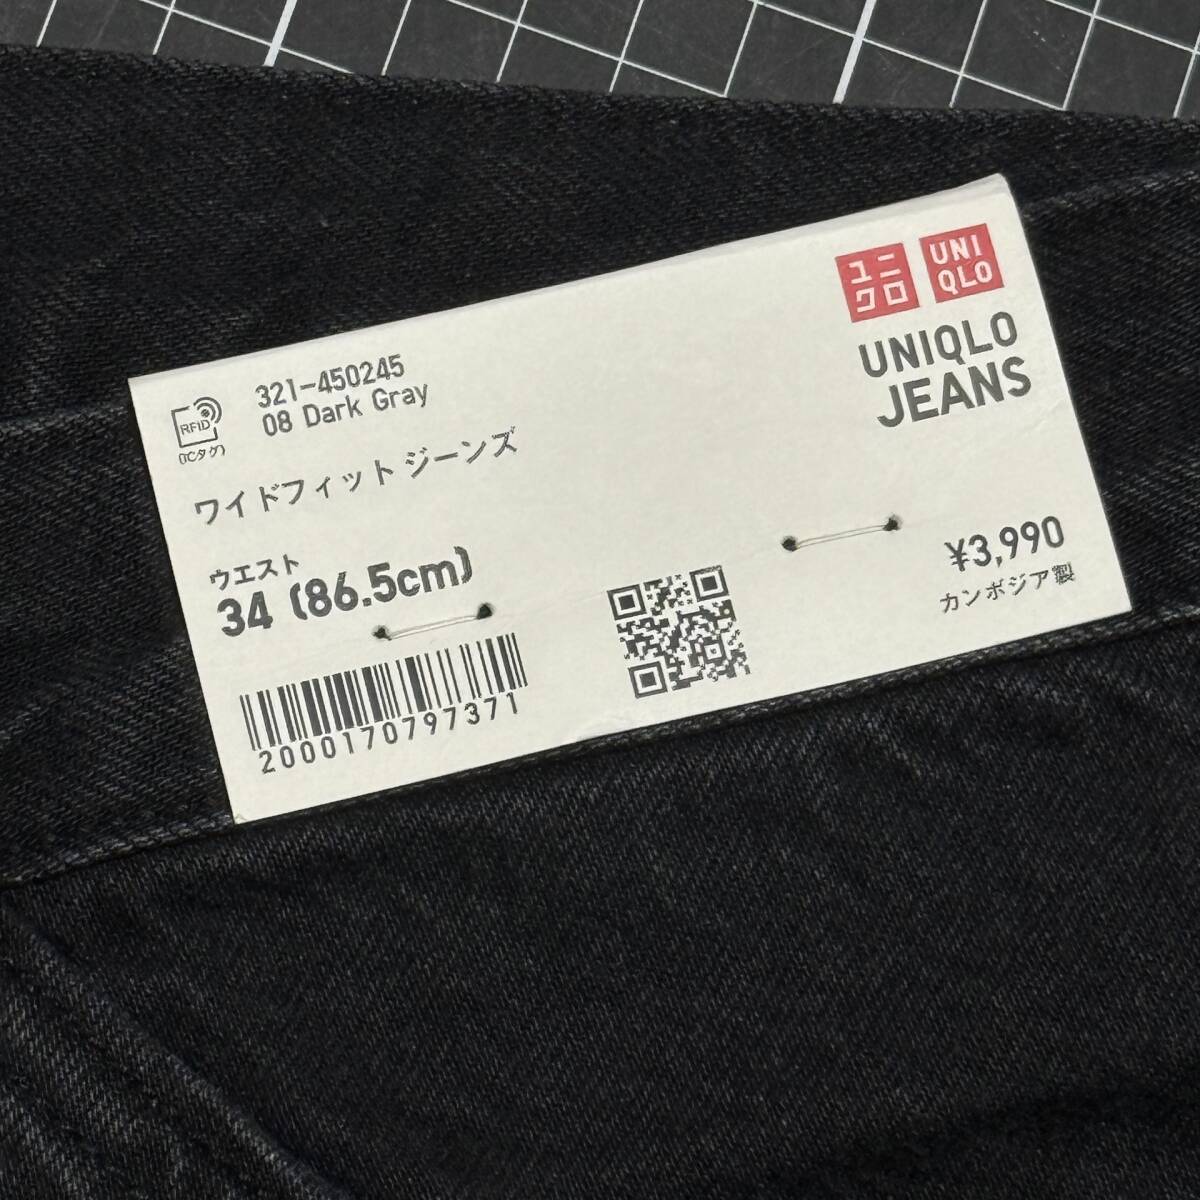 ユニ
クロ
UNI
QLO
UNIQLO
JEANS
321-450245
08 Dark Gray
RFID
(ICタグ)
ワイドフィットジーンズ
ウエスト
34 (86.5cm)
¥3,990
カンボジア製
2000170797371